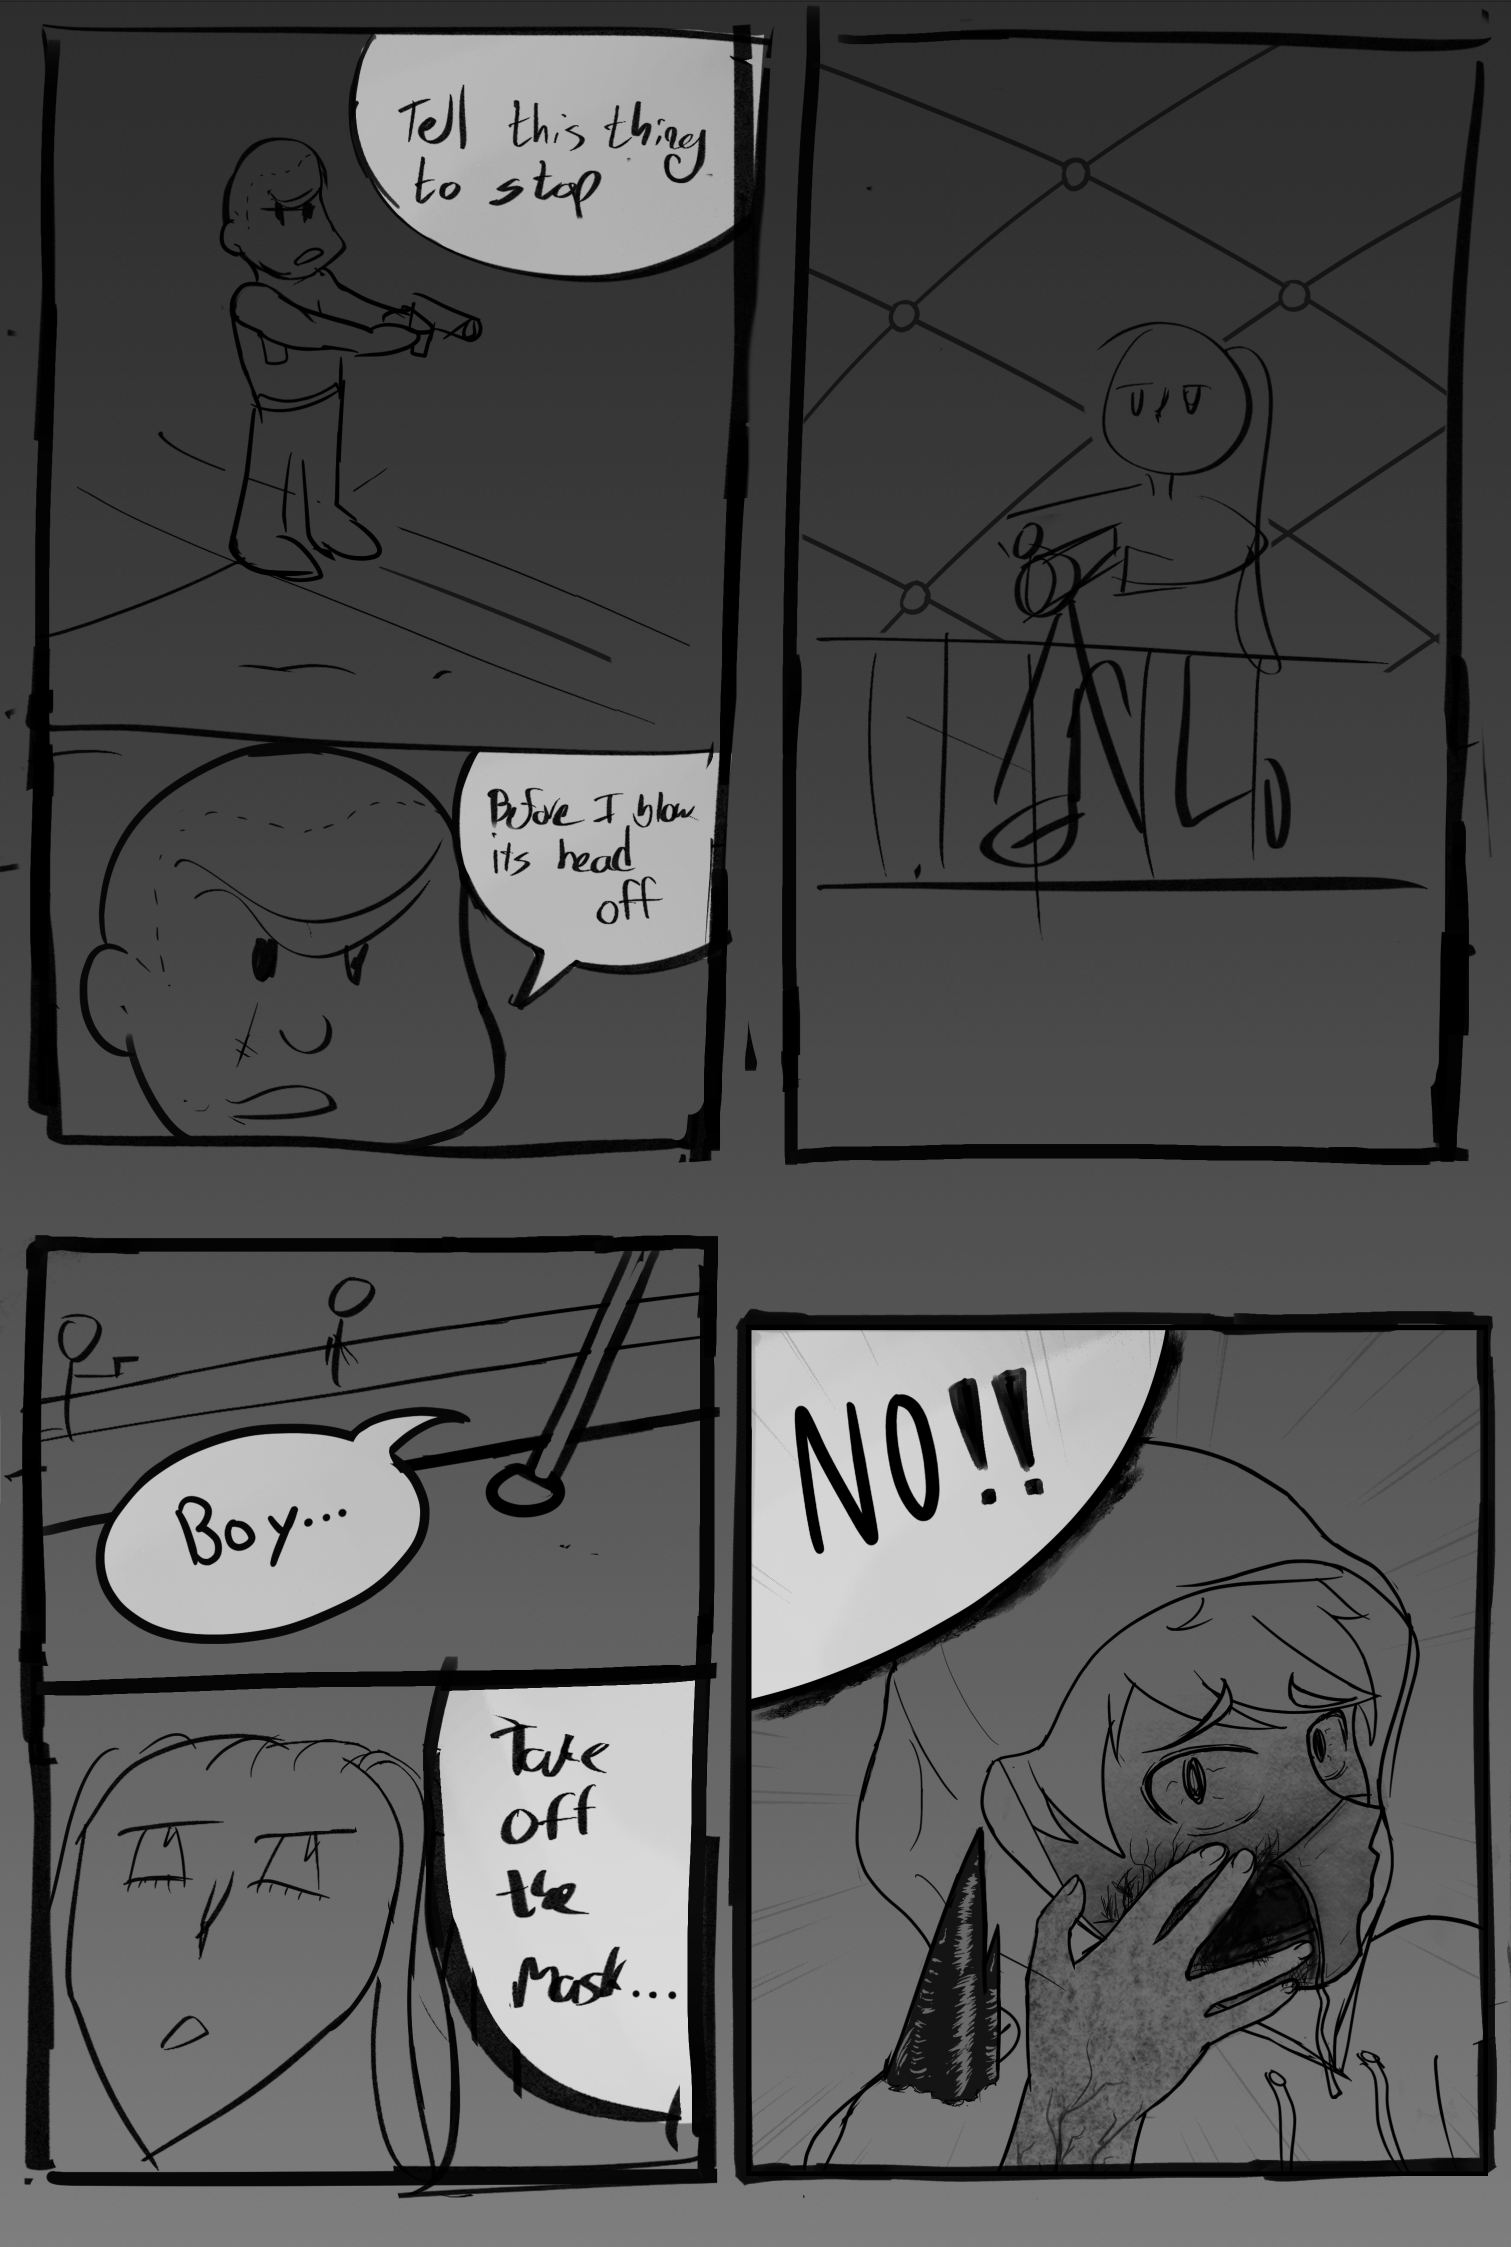 Tell this thing
to stop
Before I blow
its head
off
Boy...
Take
off
the
Mask...
NO!!